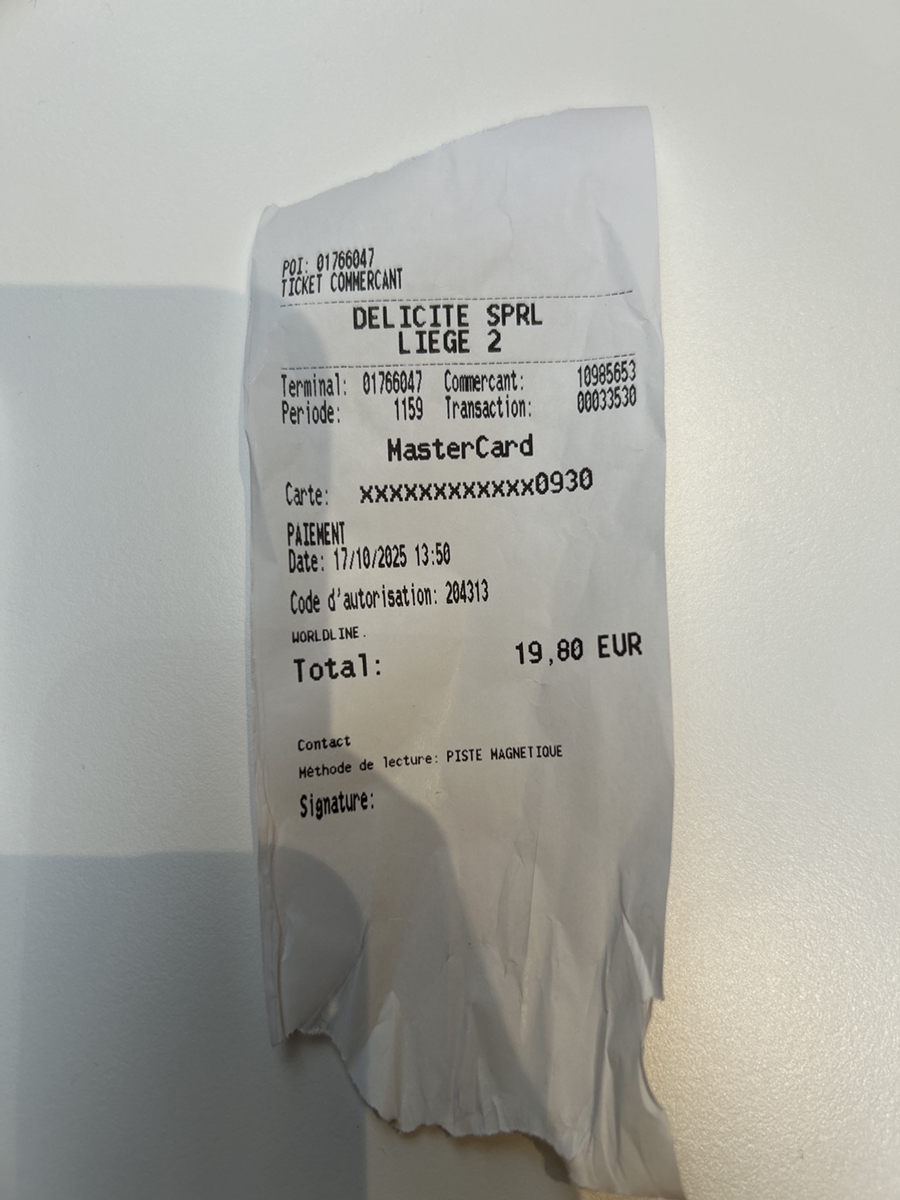 POI: 01766047
TICKET COMMERCANT
DELICITE SPRL
LIEGE 2
Terminal: 01766047 Commercant: 10985653
Periode: 1159 Transaction: 00033530
MasterCard
Carte: xxxxxxxxxxxx0930
PAIEMENT
Date: 17/10/2025 13:50
Code d'autorisation: 204313
WORLDLINE.
Total: 19,80 EUR
Contact
Méthode de lecture: PISTE MAGNETIQUE
Signature: